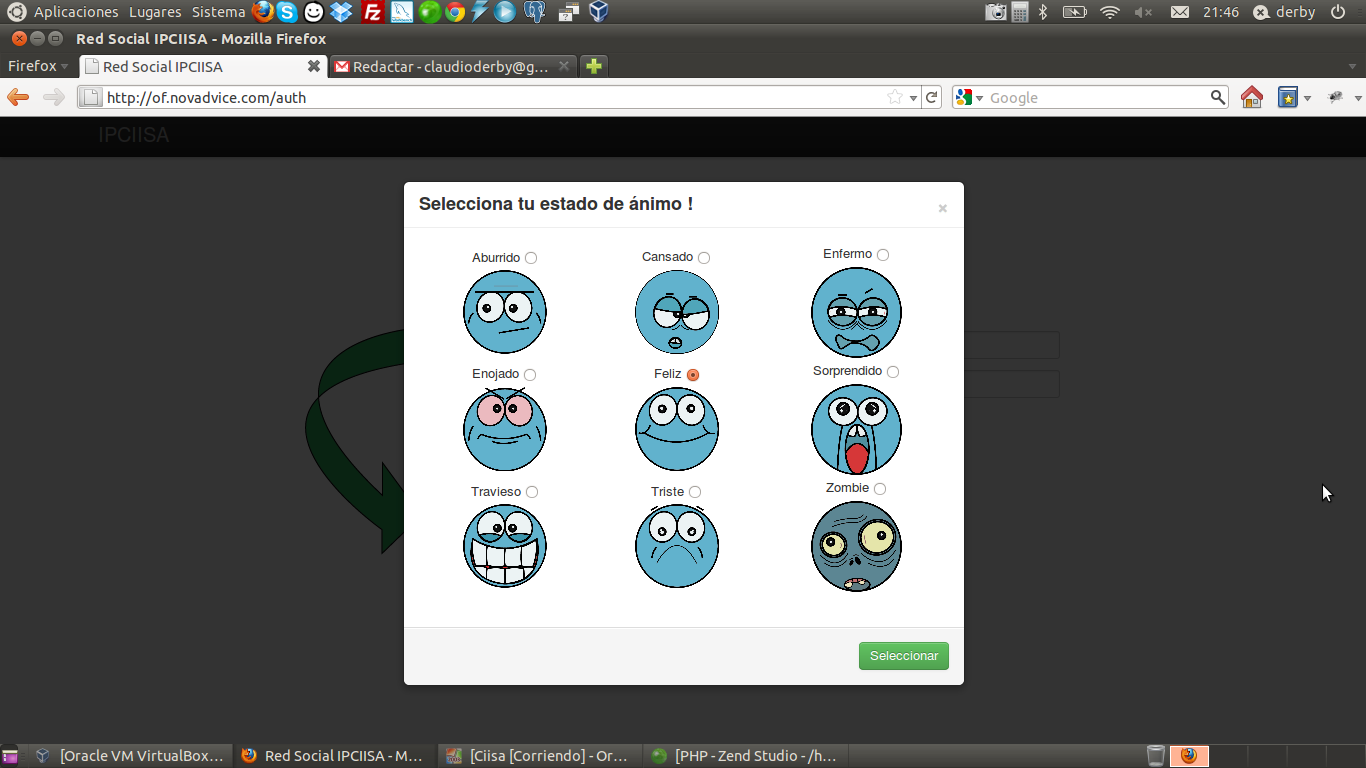 Aplicaciones Lugares Sistema 21:46 derby
Red Social IPCIISA - Mozilla Firefox
Firefox Red Social IPCIISA Redactar - claudioderby@g...
http://of.novadvice.com/auth Google
IPCIISA
Selecciona tu estado de ánimo ! ×
Aburrido Cansado Enfermo
Enojado Feliz Sorprendido
Travieso Triste Zombie
Seleccionar
[Oracle VM VirtualBox... Red Social IPCIISA - M... [Ciisa [Corriendo] - Or... [PHP - Zend Studio - /h...